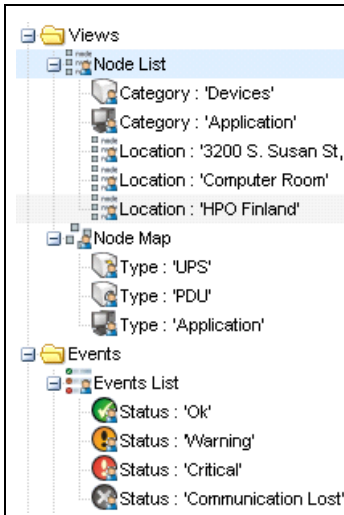 Views
Node List
Category : 'Devices'
Category : 'Application'
Location : '3200 S. Susan St,
Location : 'Computer Room'
Location : 'HPO Finland'
Node Map
Type : 'UPS'
Type : 'PDU'
Type : 'Application'
Events
Events List
Status : 'Ok'
Status : 'Warning'
Status : 'Critical'
Status : 'Communication Lost'